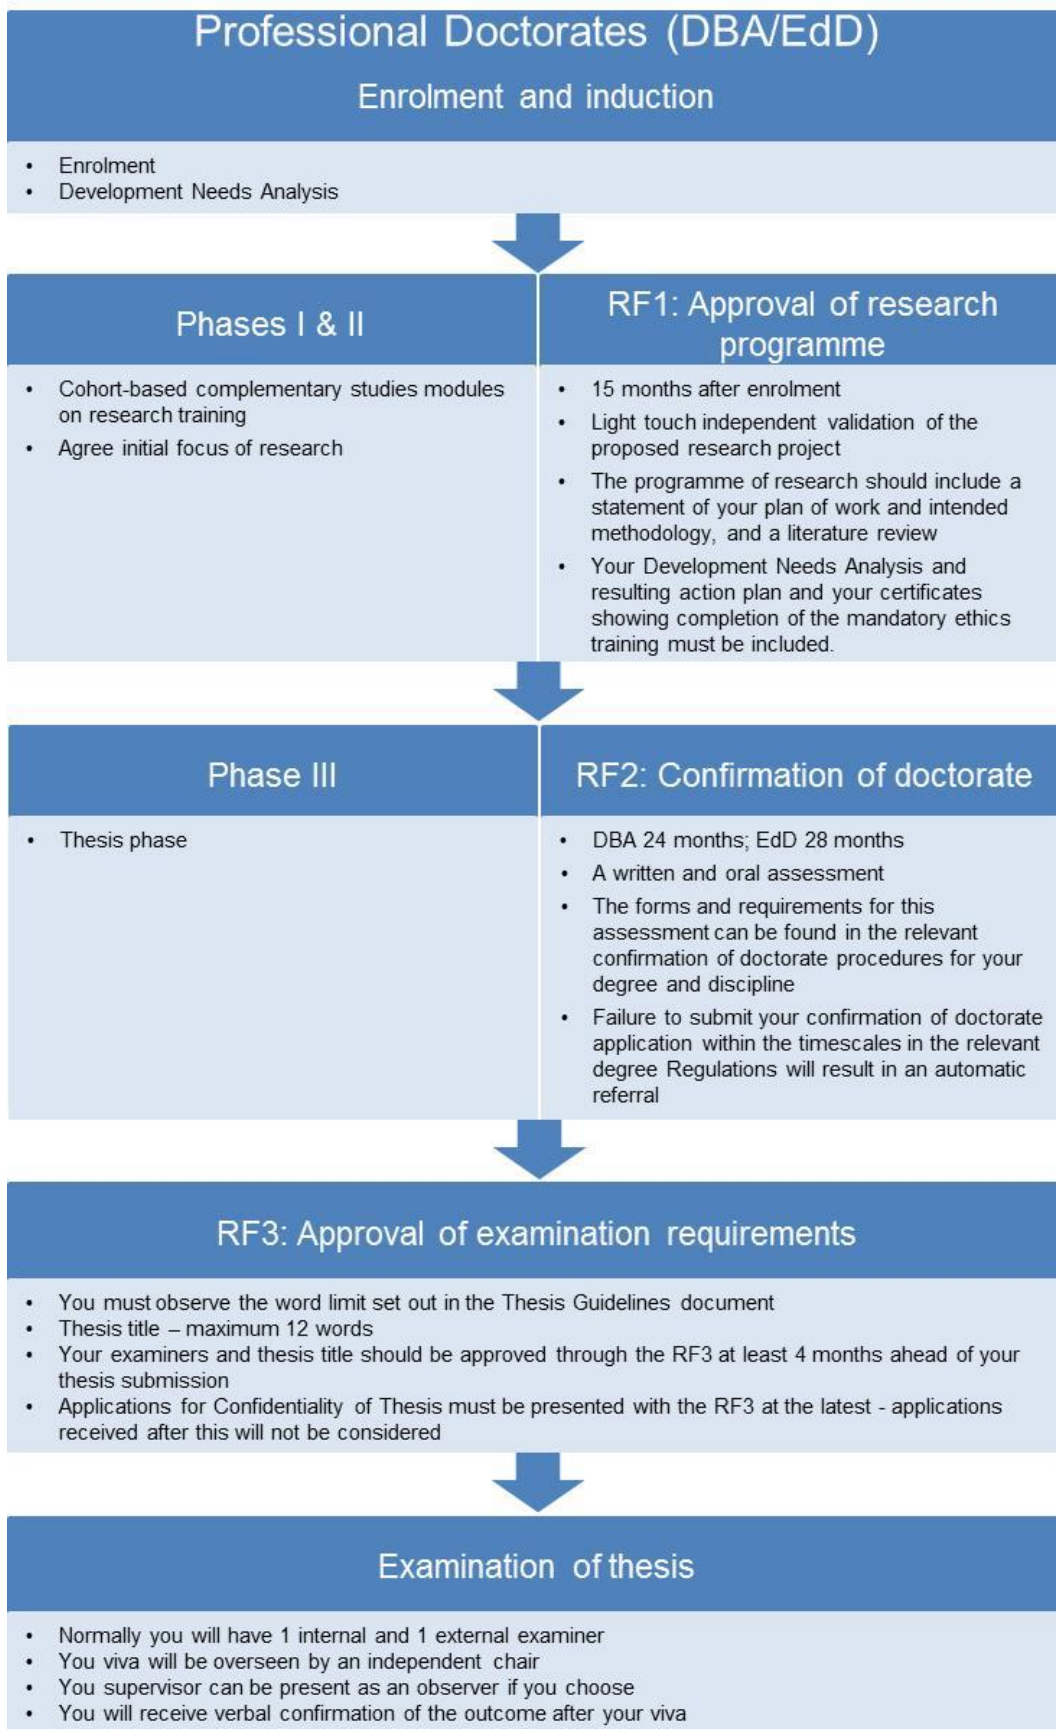 Professional Doctorates (DBA/EdD)
Enrolment and induction
• Enrolment
• Development Needs Analysis
Phases I & II
• Cohort-based complementary studies modules
on research training
• Agree initial focus of research
RF1: Approval of research
programme
• 15 months after enrolment
• Light touch independent validation of the
proposed research project
• The programme of research should include a
statement of your plan of work and intended
methodology, and a literature review
• Your Development Needs Analysis and
resulting action plan and your certificates
showing completion of the mandatory ethics
training must be included.
Phase III
• Thesis phase
RF2: Confirmation of doctorate
• DBA 24 months; EdD 28 months
• A written and oral assessment
• The forms and requirements for this
assessment can be found in the relevant
confirmation of doctorate procedures for your
degree and discipline
• Failure to submit your confirmation of doctorate
application within the timescales in the relevant
degree Regulations will result in an automatic
referral
RF3: Approval of examination requirements
• You must observe the word limit set out in the Thesis Guidelines document
• Thesis title – maximum 12 words
• Your examiners and thesis title should be approved through the RF3 at least 4 months ahead of your
thesis submission
• Applications for Confidentiality of Thesis must be presented with the RF3 at the latest - applications
received after this will not be considered
Examination of thesis
• Normally you will have 1 internal and 1 external examiner
• You viva will be overseen by an independent chair
• You supervisor can be present as an observer if you choose
• You will receive verbal confirmation of the outcome after your viva